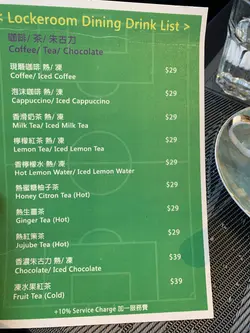 < Lockeroom Dining Drink List >
咖啡/ 茶/ 朱古力
Coffee/ Tea/ Chocolate
現磨咖啡 熱/ 凍
Coffee/ Iced Coffee $29
泡沫咖啡 熱/ 凍
Cappuccino/ Iced Cappuccino $29
香滑奶茶 熱/ 凍
Milk Tea/ Iced Milk Tea $29
檸檬紅茶 熱/ 凍
Lemon Tea/ Iced Lemon Tea $29
香檸檬水 熱/ 凍
Hot Lemon Water/ Iced Lemon Water $29
熱蜜糖柚子茶
Honey Citron Tea (Hot) $29
熱生薑茶
Ginger Tea (Hot) $29
熱紅棗茶
Jujube Tea (Hot) $29
香濃朱古力 熱/ 凍
Chocolate/ Iced Chocolate $39
凍水果紅茶
Fruit Tea (Cold) $39
+10% Service Charge 加一服務費